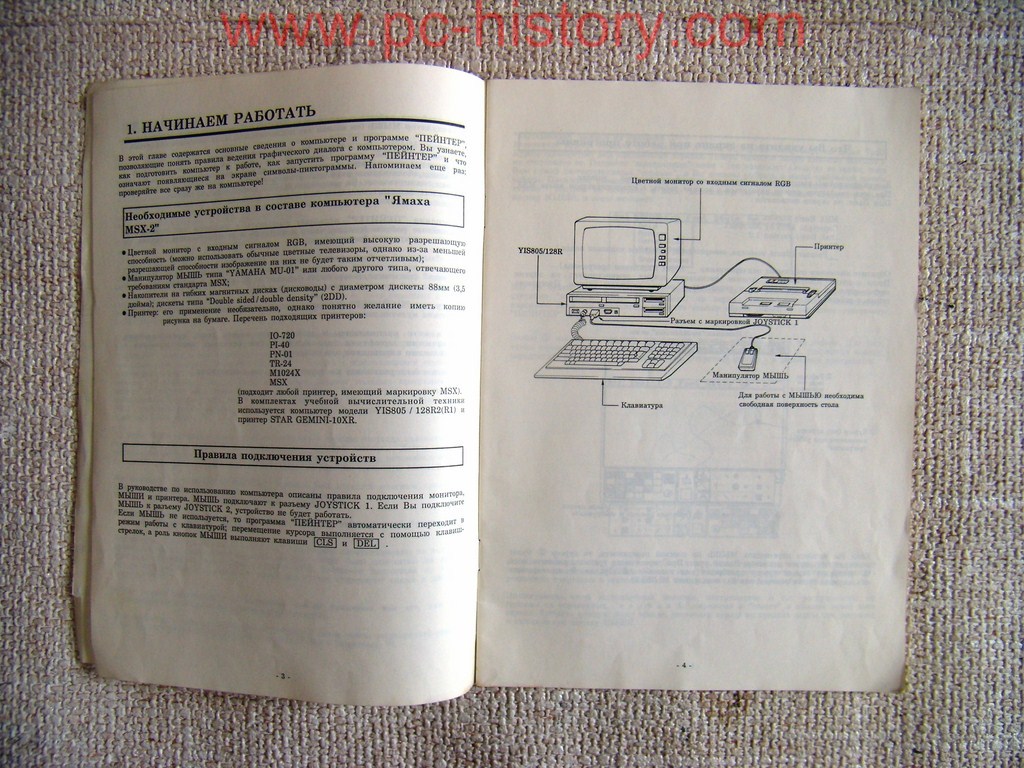 www.pc-history.com
1. НАЧИНАЕМ РАБОТАТЬ
В этой главе содержатся основные сведения о компьютере и программе "ПЕЙНТЕР",
позволяющие понять правила ведения графического диалога с компьютером. Вы узнаете,
как подготовить компьютер к работе, как запустить программу "ПЕЙНТЕР" и что
означают появляющиеся на экране символы-пиктограммы. Напоминаем еще раз:
проверяйте все сразу же на компьютере!
Необходимые устройства в составе компьютера "Ямаха
MSX-2"
● Цветной монитор с входным сигналом RGB, имеющий высокую разрешающую
способность (можно использовать обычные цветные телевизоры, однако из-за меньшей
разрешающей способности изображение на них не будет таким отчетливым);
● Манипулятор МЫШЬ типа "YAMAHA MU-01" или любого другого типа, отвечающего
требованиям стандарта MSX;
● Накопители на гибких магнитных дисках (дисководы) с диаметром дискеты 88мм (3,5
дюйма); дискеты типа "Double sided/double density" (2DD).
● Принтер: его применение необязательно, однако понятно желание иметь копию
рисунка на бумаге. Перечень подходящих принтеров:
IO-720
PI-40
PN-01
TR-24
M1024X
MSX
(подходит любой принтер, имеющий маркировку MSX).
В комплектах учебной вычислительной техники
используется компьютер модели YIS805 / 128R2(R1) и
принтер STAR GEMINI-10XR.
Правила подключения устройств
В руководстве по использованию компьютера описаны правила подключения монитора,
МЫШИ и принтера. МЫШЬ подключают к разъему JOYSTICK 1. Если Вы подключите
МЫШЬ к разъему JOYSTICK 2, устройство не будет работать.
Если МЫШЬ не используется, то программа "ПЕЙНТЕР" автоматически переходит в
режим работы с клавиатурой; перемещение курсора выполняется с помощью клавиш-
стрелок, а роль кнопок МЫШИ выполняют клавиши CLS и DEL .
- 3 -
Цветной монитор со входным сигналом RGB
YIS805/128R
Принтер
Разъем с маркировкой JOYSTICK 1
Манипулятор МЫШЬ
Для работы с МЫШЬЮ необходима
свободная поверхность стола
Клавиатура
- 4 -